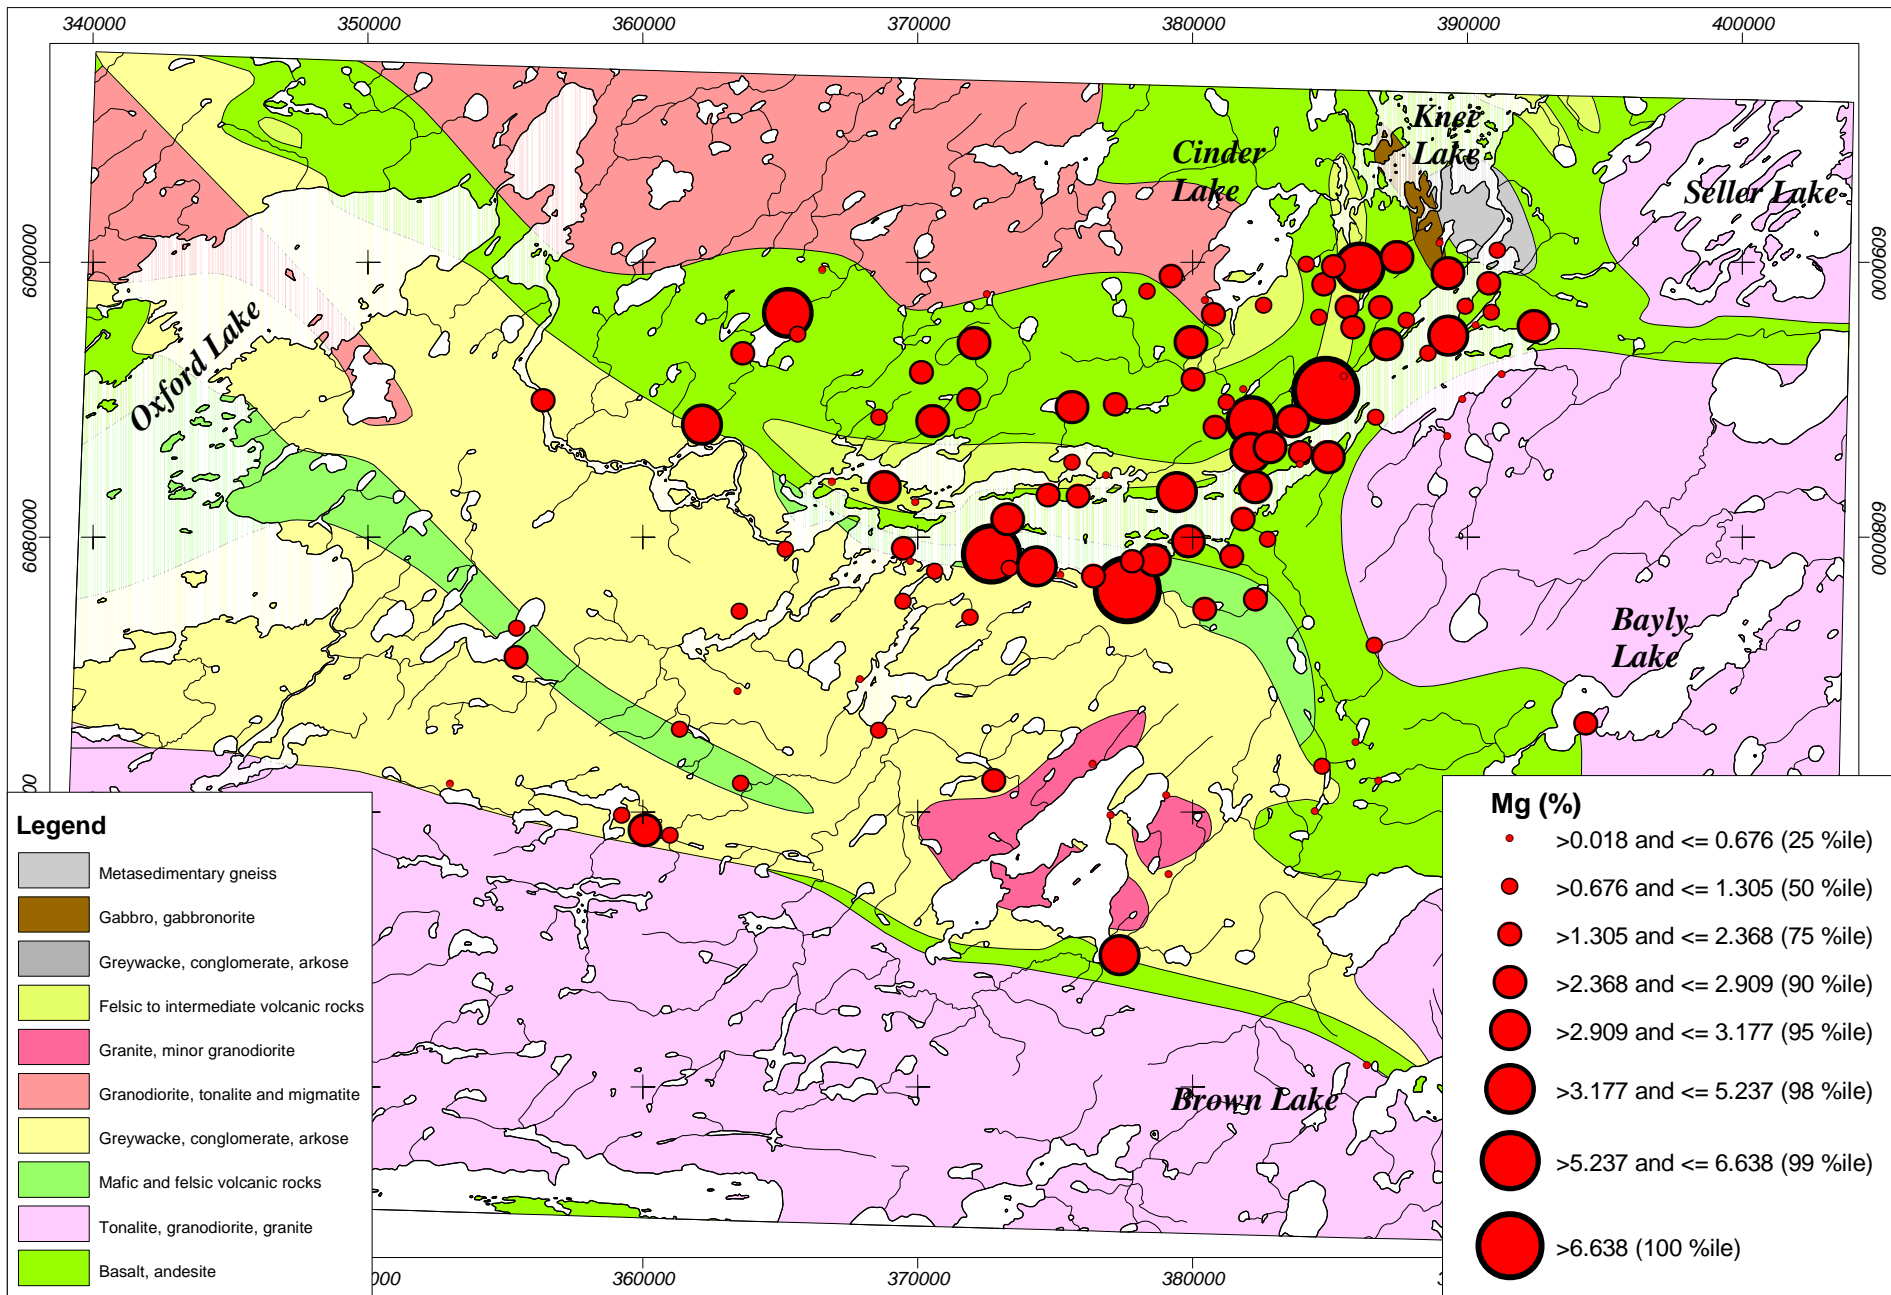 340000 350000 360000 370000 380000 390000 400000
Knee
Lake
Cinder
Lake
Seller Lake
6090000
6090000
Oxford Lake
6080000
6080000
Bayly
Lake
Brown Lake
Legend
Metasedimentary gneiss
Gabbro, gabbronorite
Greywacke, conglomerate, arkose
Felsic to intermediate volcanic rocks
Granite, minor granodiorite
Granodiorite, tonalite and migmatite
Greywacke, conglomerate, arkose
Mafic and felsic volcanic rocks
Tonalite, granodiorite, granite
Basalt, andesite
Mg (%)
>0.018 and <= 0.676 (25 %ile)
>0.676 and <= 1.305 (50 %ile)
>1.305 and <= 2.368 (75 %ile)
>2.368 and <= 2.909 (90 %ile)
>2.909 and <= 3.177 (95 %ile)
>3.177 and <= 5.237 (98 %ile)
>5.237 and <= 6.638 (99 %ile)
>6.638 (100 %ile)
360000 370000 380000